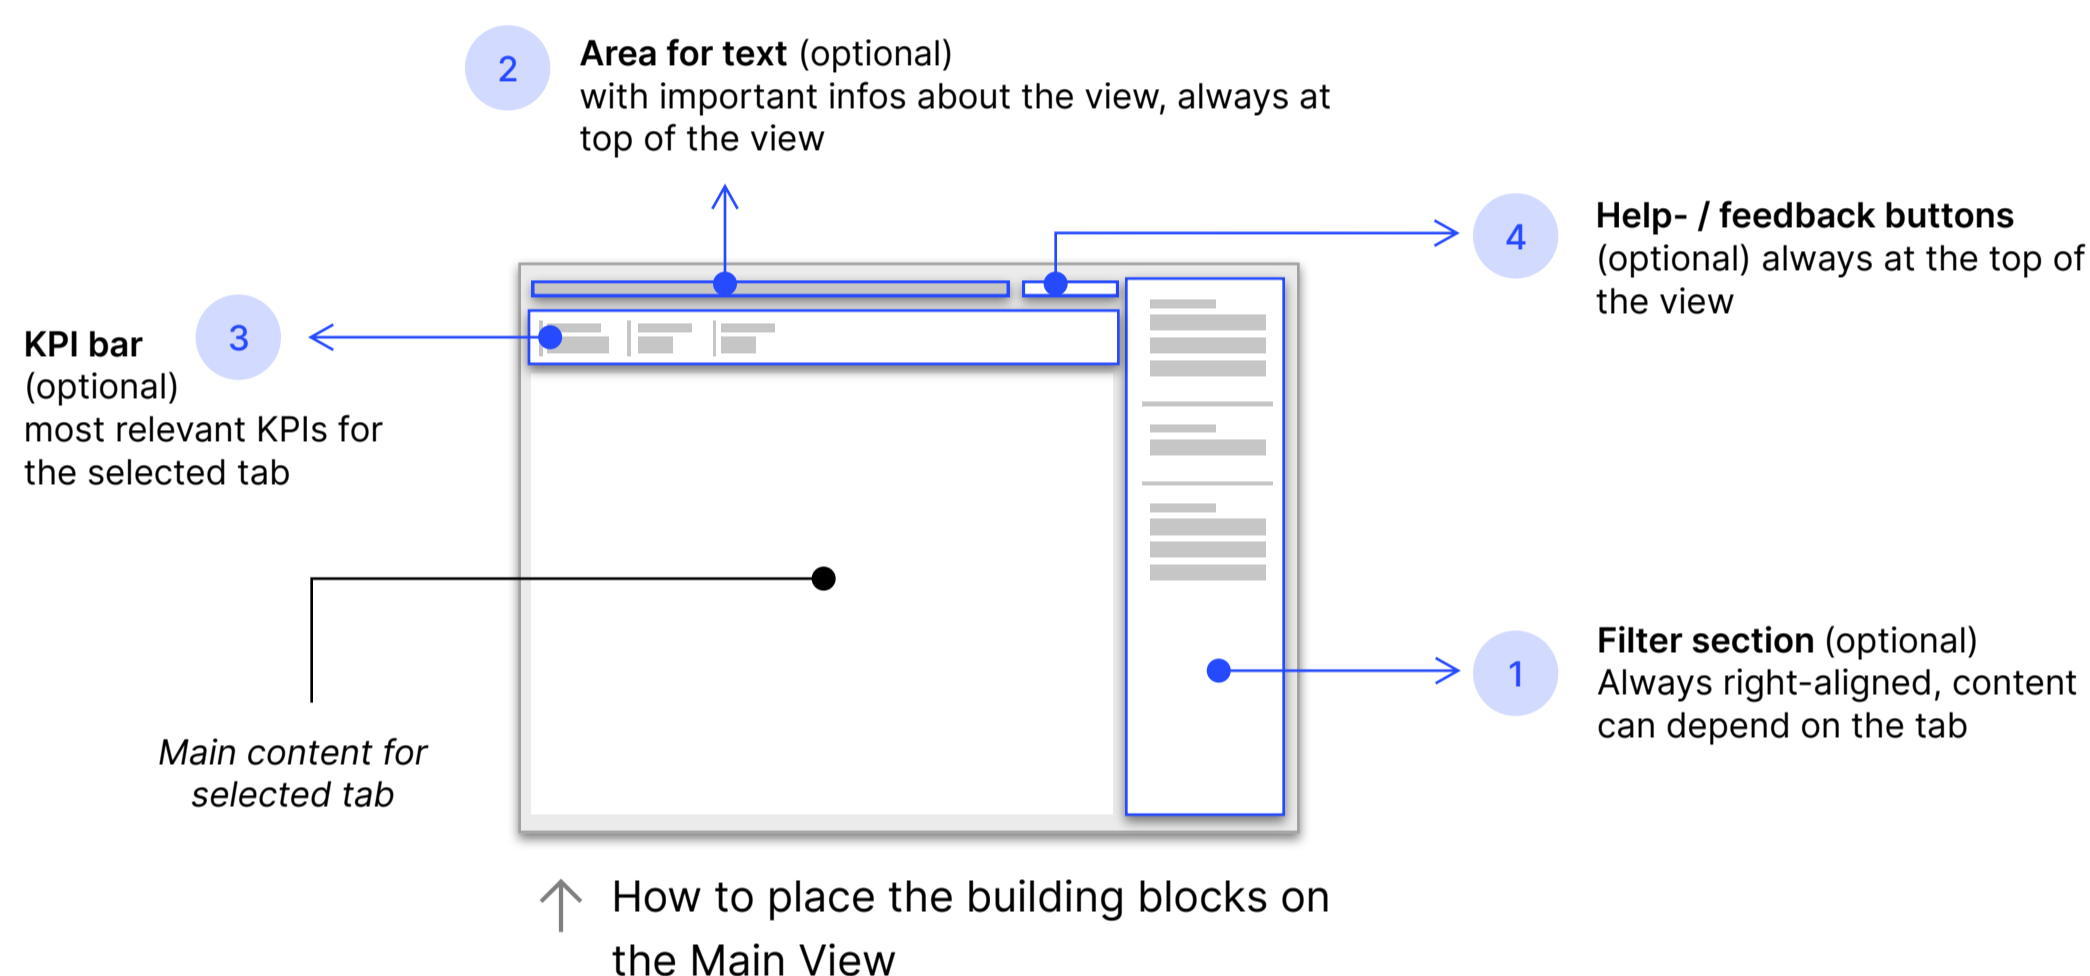 2
Area for text (optional)
with important infos about the view, always at
top of the view
4
Help- / feedback buttons
(optional) always at the top of
the view
3
KPI bar
(optional)
most relevant KPIs for
the selected tab
1
Filter section (optional)
Always right-aligned, content
can depend on the tab
Main content for
selected tab
How to place the building blocks on
the Main View